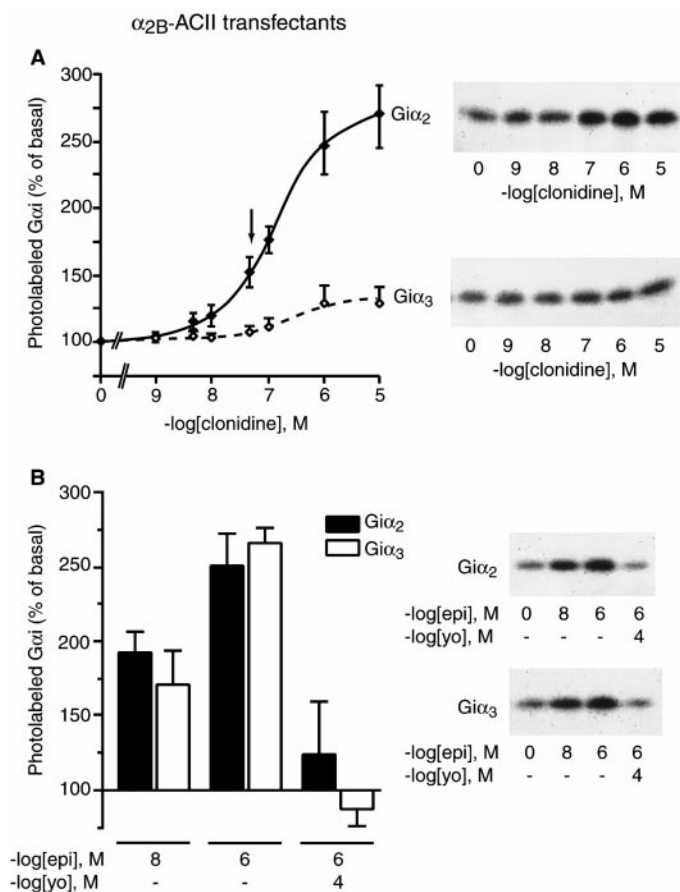 α2B-ACII transfectants
A
Photolabeled Gαi (% of basal)
300
250
200
150
100
Giα2
Giα3
0 9 8 7 6 5
-log[clonidine], M
0 9 8 7 6 5
-log[clonidine], M
0 9 8 7 6 5
-log[clonidine], M
B
Photolabeled Gαi (% of basal)
300
250
200
150
100
Giα2
Giα3
-log[epi], M 8 6 6
-log[yo], M - - 4
Giα2
-log[epi], M 0 8 6 6
-log[yo], M - - - 4
Giα3
-log[epi], M 0 8 6 6
-log[yo], M - - - 4